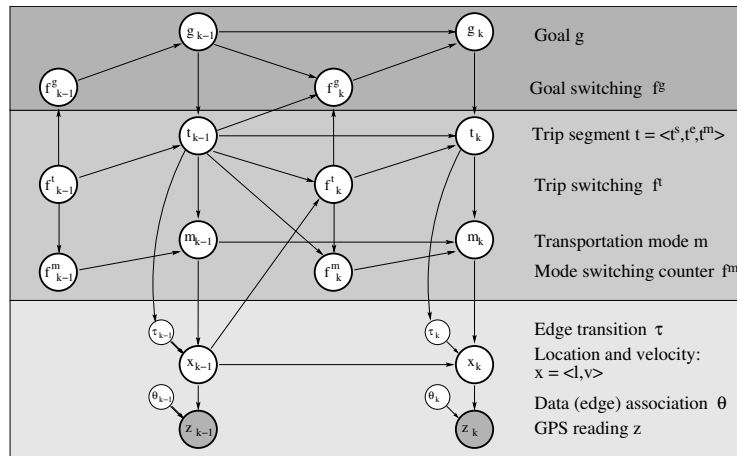 g k−1
g k
Goal g
f g k−1
f g k
Goal switching f g
t k−1
t k
Trip segment t = <t s, t e, t m>
f t k−1
f t k
Trip switching f t
m k−1
m k
Transportation mode m
f m k−1
f m k
Mode switching counter f m
τ k−1
τ k
Edge transition τ
x k−1
x k
Location and velocity:
x = <l, v>
θ k−1
θ k
Data (edge) association θ
z k−1
z k
GPS reading z